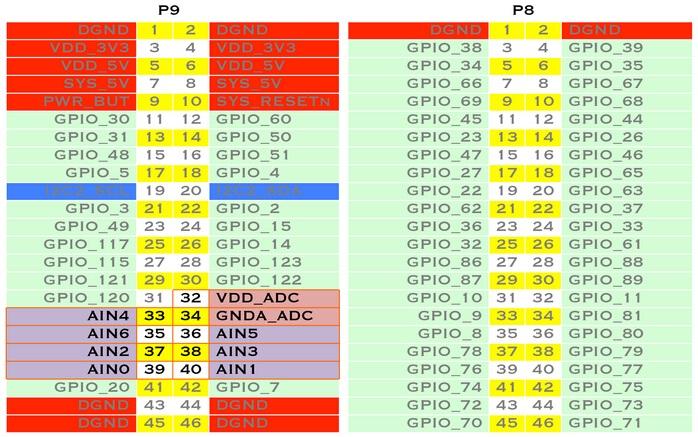 P9 P8
DGND 1 2 DGND DGND 1 2 DGND
VDD_3V3 3 4 VDD_3V3 GPIO_38 3 4 GPIO_39
VDD_5V 5 6 VDD_5V GPIO_34 5 6 GPIO_35
SYS_5V 7 8 SYS_5V GPIO_66 7 8 GPIO_67
PWR_BUT 9 10 SYS_RESETN GPIO_69 9 10 GPIO_68
GPIO_30 11 12 GPIO_60 GPIO_45 11 12 GPIO_44
GPIO_31 13 14 GPIO_50 GPIO_23 13 14 GPIO_26
GPIO_48 15 16 GPIO_51 GPIO_47 15 16 GPIO_46
GPIO_5 17 18 GPIO_4 GPIO_27 17 18 GPIO_65
I2C2_SCL 19 20 I2C2_SDA GPIO_22 19 20 GPIO_63
GPIO_3 21 22 GPIO_2 GPIO_62 21 22 GPIO_37
GPIO_49 23 24 GPIO_15 GPIO_36 23 24 GPIO_33
GPIO_117 25 26 GPIO_14 GPIO_32 25 26 GPIO_61
GPIO_115 27 28 GPIO_123 GPIO_86 27 28 GPIO_88
GPIO_121 29 30 GPIO_122 GPIO_87 29 30 GPIO_89
GPIO_120 31 32 VDD_ADC GPIO_10 31 32 GPIO_11
AIN4 33 34 GNDA_ADC GPIO_9 33 34 GPIO_81
AIN6 35 36 AIN5 GPIO_8 35 36 GPIO_80
AIN2 37 38 AIN3 GPIO_78 37 38 GPIO_79
AIN0 39 40 AIN1 GPIO_76 39 40 GPIO_77
GPIO_20 41 42 GPIO_7 GPIO_74 41 42 GPIO_75
DGND 43 44 DGND GPIO_72 43 44 GPIO_73
DGND 45 46 DGND GPIO_70 45 46 GPIO_71